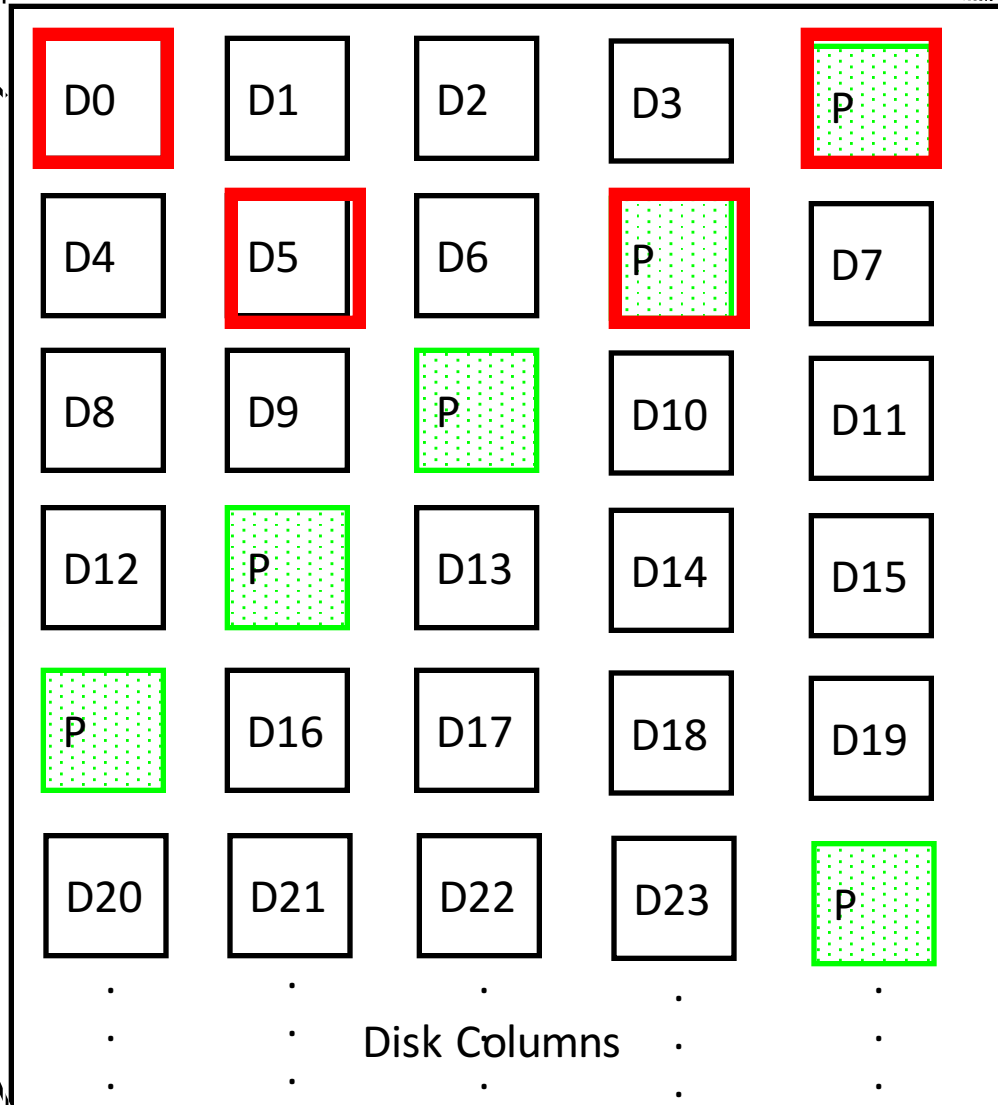 D0 D1 D2 D3 P
D4 D5 D6 P D7
D8 D9 P D10 D11
D12 P D13 D14 D15
P D16 D17 D18 D19
D20 D21 D22 D23 P
. . . . .
. . Disk Columns . .
. . . . .